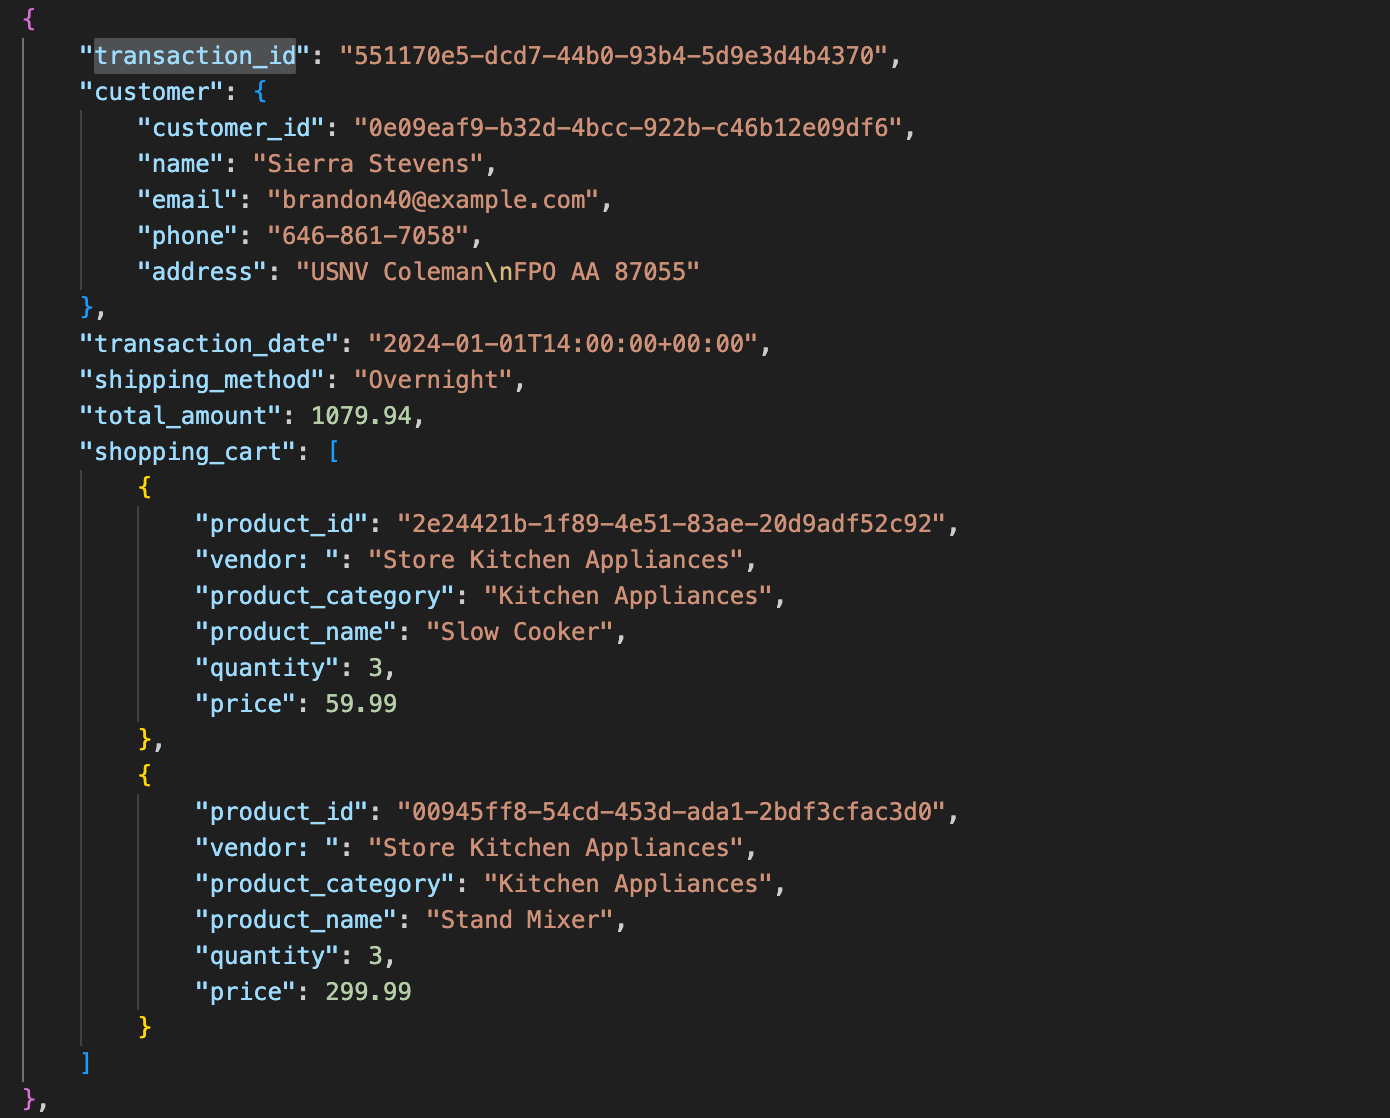 {
    "transaction_id": "551170e5-dcd7-44b0-93b4-5d9e3d4b4370",
    "customer": {
        "customer_id": "0e09eaf9-b32d-4bcc-922b-c46b12e09df6",
        "name": "Sierra Stevens",
        "email": "brandon40@example.com",
        "phone": "646-861-7058",
        "address": "USNV Coleman\nFPO AA 87055"
    },
    "transaction_date": "2024-01-01T14:00:00+00:00",
    "shipping_method": "Overnight",
    "total_amount": 1079.94,
    "shopping_cart": [
        {
            "product_id": "2e24421b-1f89-4e51-83ae-20d9adf52c92",
            "vendor: ": "Store Kitchen Appliances",
            "product_category": "Kitchen Appliances",
            "product_name": "Slow Cooker",
            "quantity": 3,
            "price": 59.99
        },
        {
            "product_id": "00945ff8-54cd-453d-ada1-2bdf3cfac3d0",
            "vendor: ": "Store Kitchen Appliances",
            "product_category": "Kitchen Appliances",
            "product_name": "Stand Mixer",
            "quantity": 3,
            "price": 299.99
        }
    ]
},